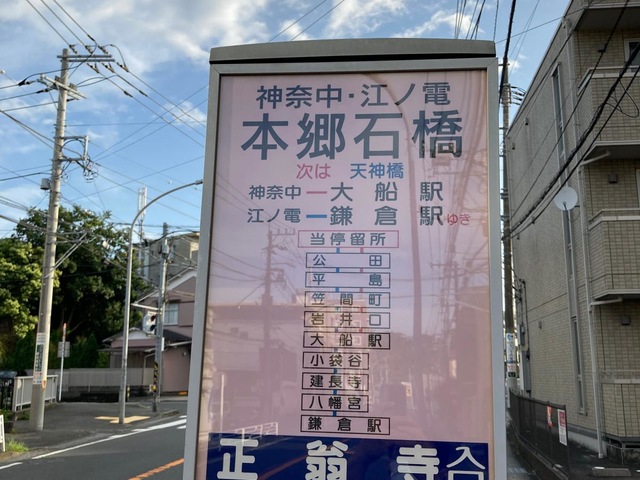 神奈中・江ノ電
本郷石橋
次は 天神橋
神奈中ー大船駅
江ノ電ー鎌倉駅ゆき
当停留所
公田
平島
笠間町
岩井口
大船駅
小袋谷
建長寺
八幡宮
鎌倉駅
正翁寺入